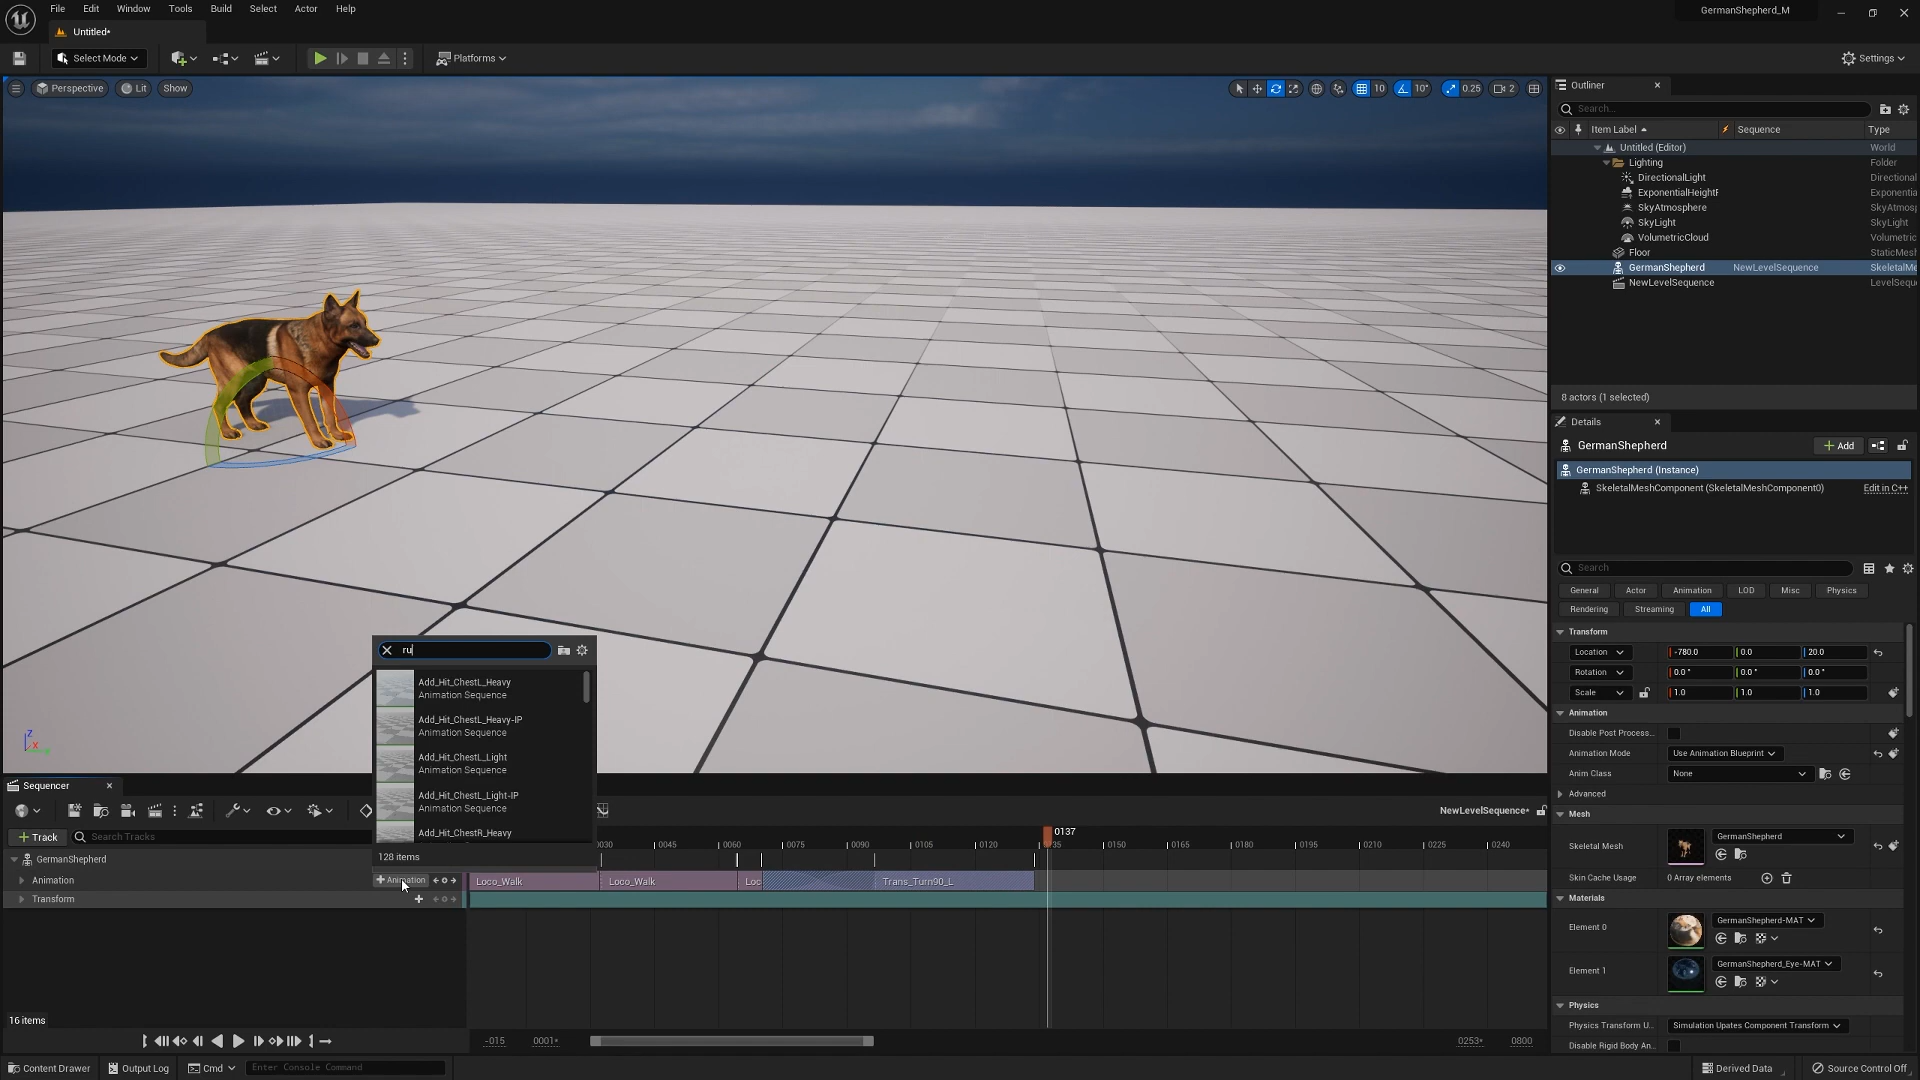 File Edit View Window Tools Build Select Actor Help
GermanShepherd_M
Untitled*
Select Mode
Platforms
Settings
Perspective Lit Show
10 10° 0.25 2
Outliner
Search...
Item Label Sequence Type
Untitled (Editor) World
Lighting Folder
DirectionalLight Directional
ExponentialHeightF Exponentia
SkyAtmosphere SkyAtmosp
SkyLight SkyLight
VolumetricCloud Volumetric
Floor StaticMesh
GermanShepherd NewLevelSequence SkeletalMe
NewLevelSequence LevelSequ
8 actors (1 selected)
Details
GermanShepherd
Add
GermanShepherd (Instance)
SkeletalMeshComponent (SkeletalMeshComponent0) Edit in C++
Search
General Actor Animation LOD Misc Physics
Rendering Streaming All
Transform
Location -780.0 0.0 20.0
Rotation 0.0° 0.0° 0.0°
Scale 1.0 1.0 1.0
Animation
Disable Post Process...
Animation Mode Use Animation Blueprint
Anim Class None
Advanced
Mesh
Skeletal Mesh GermanShepherd
Skin Cache Usage 0 Array elements
Materials
Element 0 GermanShepherd-MAT
Element 1 GermanShepherd_Eye-MAT
Physics
Physics Transform U... Simulation Upates Component Transform
Disable Rigid Body An...
ru
Add_Hit_ChestL_Heavy
Animation Sequence
Add_Hit_ChestL_Heavy-IP
Animation Sequence
Add_Hit_ChestL_Light
Animation Sequence
Add_Hit_ChestL_Light-IP
Animation Sequence
Add_Hit_ChestR_Heavy
128 items
Z
X
Sequencer
NewLevelSequence*
Track
Search Tracks
0137
0030 0045 0060 0075 0090 0105 0120 0135 0150 0165 0180 0195 0210 0225 0240
GermanShepherd
Animation
Animation
Loco_Walk Loco_Walk Loc Trans_Turn90_L
Transform
16 items
-015 0001* 0253* 0800
Content Drawer Output Log Cmd Enter Console Command
Derived Data Source Control Off